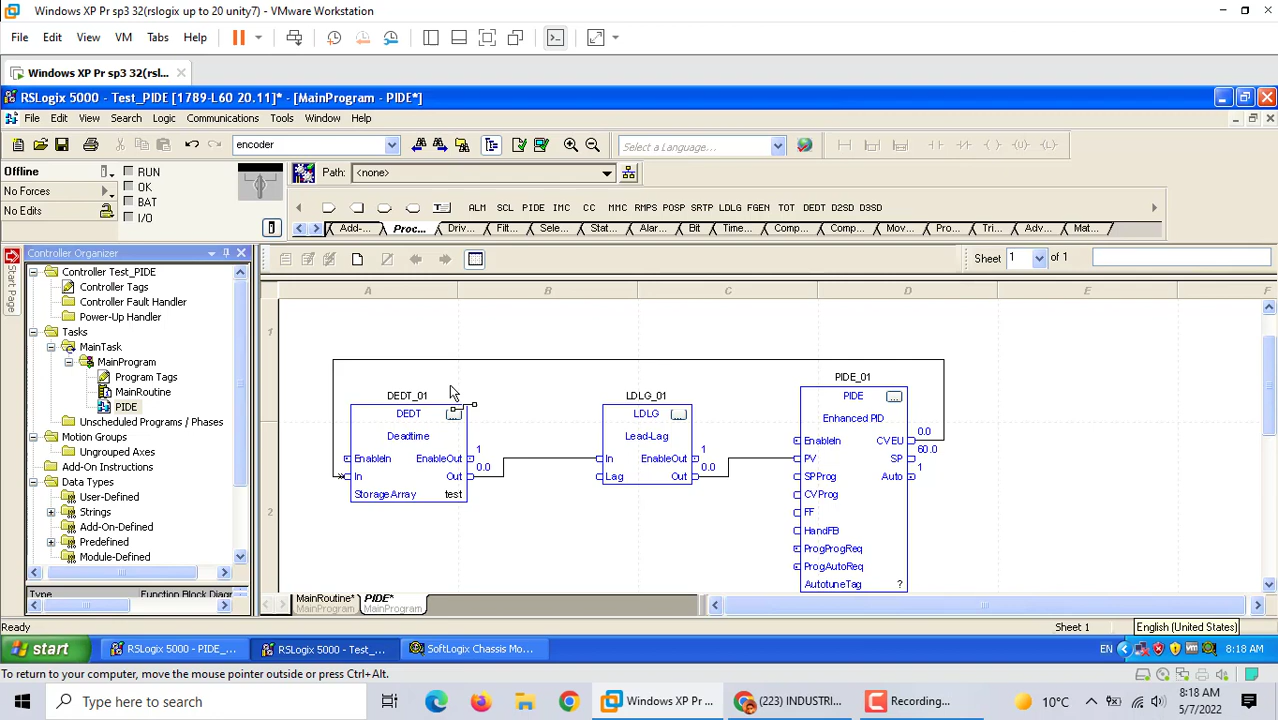 Windows XP Pr sp3 32(rslogix up to 20 unity7) - VMware Workstation
File Edit View VM Tabs Help
Windows XP Pr sp3 32(rsl...
RSLogix 5000 - Test_PIDE [1789-L60 20.11]* - [MainProgram - PIDE*]
File Edit View Search Logic Communications Tools Window Help
encoder
Select a Language...
Offline
No Forces
No Edits
RUN
OK
BAT
I/O
Path: <none>
ALM SCL PIDE IMC CC MMC RMPS POSP SRTP LDLG FGEN TOT DEDT D2SD D3SD
Add-... Proc... Driv... Filt... Sele... Stat... Alar... Bit Time... Comp... Comp... Mov... Pro... Tri... Adv... Mat...
Start Page
Controller Organizer
Sheet 1 of 1
Controller Test_PIDE
Controller Tags
Controller Fault Handler
Power-Up Handler
Tasks
MainTask
MainProgram
Program Tags
MainRoutine
PIDE
Unscheduled Programs / Phases
Motion Groups
Ungrouped Axes
Add-On Instructions
Data Types
User-Defined
Strings
Add-On-Defined
Predefined
Module-Defined
Type Function Block Diagr
A B C D E F
1
2
DEDT_01
DEDT
...
Deadtime
EnableIn EnableOut 1
In Out 0.0
StorageArray test
LDLG_01
LDLG
...
Lead-Lag
In EnableOut 1
Lag Out 0.0
PIDE_01
PIDE
...
Enhanced PID
EnableIn CVEU 0.0
PV SP 60.0
SPProg Auto 1
CVProg
FF
HandFB
ProgProgReq
ProgAutoReq
AutotuneTag ?
MainRoutine*
MainProgram
PIDE*
MainProgram
Ready
Sheet 1
English (United States)
start
RSLogix 5000 - PIDE_...
RSLogix 5000 - Test_...
SoftLogix Chassis Mo...
EN
8:18 AM
To return to your computer, move the mouse pointer outside or press Ctrl+Alt.
Type here to search
Windows XP Pr sp3 ...
(223) INDUSTRI...
Recording...
10°C
8:18 AM
5/7/2022